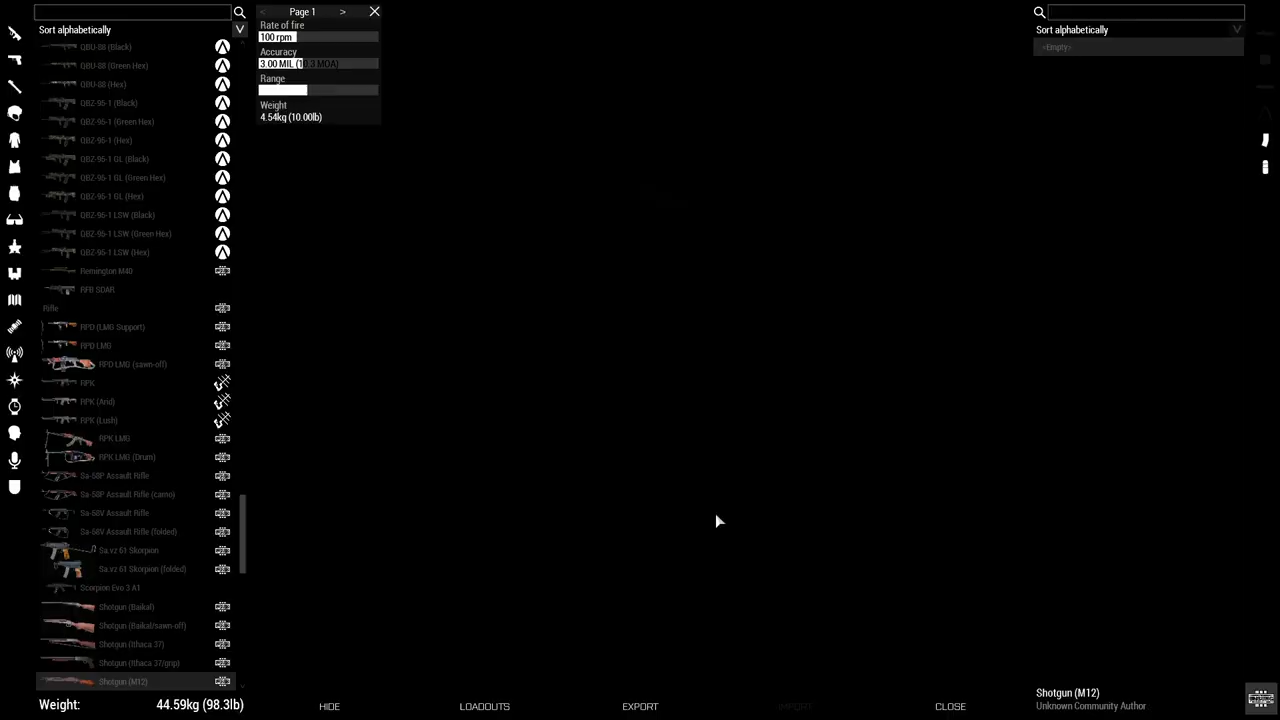 Sort alphabetically
QBU-88 (Black)
QBU-88 (Green Hex)
QBU-88 (Hex)
QBZ-95-1 (Black)
QBZ-95-1 (Green Hex)
QBZ-95-1 (Hex)
QBZ-95-1 GL (Black)
QBZ-95-1 GL (Green Hex)
QBZ-95-1 GL (Hex)
QBZ-95-1 LSW (Black)
QBZ-95-1 LSW (Green Hex)
QBZ-95-1 LSW (Hex)
Remington M40
RFB SDAR
Rifle
RPD (LMG Support)
RPD LMG
RPD LMG (sawn-off)
RPK
RPK (Arid)
RPK (Lush)
RPK LMG
RPK LMG (Drum)
Sa-58P Assault Rifle
Sa-58P Assault Rifle (camo)
Sa-58V Assault Rifle
Sa-58V Assault Rifle (folded)
Sa.vz 61 Skorpion
Sa.vz 61 Skorpion (folded)
Scorpion Evo 3 A1
Shotgun (Baikal)
Shotgun (Baikal/sawn-off)
Shotgun (Ithaca 37)
Shotgun (Ithaca 37/grip)
Shotgun (M12)
Weight: 44.59kg (98.3lb)
< Page 1 >
Rate of fire
100 rpm
Accuracy
3.00 MIL (10.3 MOA)
Range
Weight
4.54kg (10.00lb)
Sort alphabetically
<Empty>
HIDE
LOADOUTS
EXPORT
IMPORT
CLOSE
Shotgun (M12)
Unknown Community Author